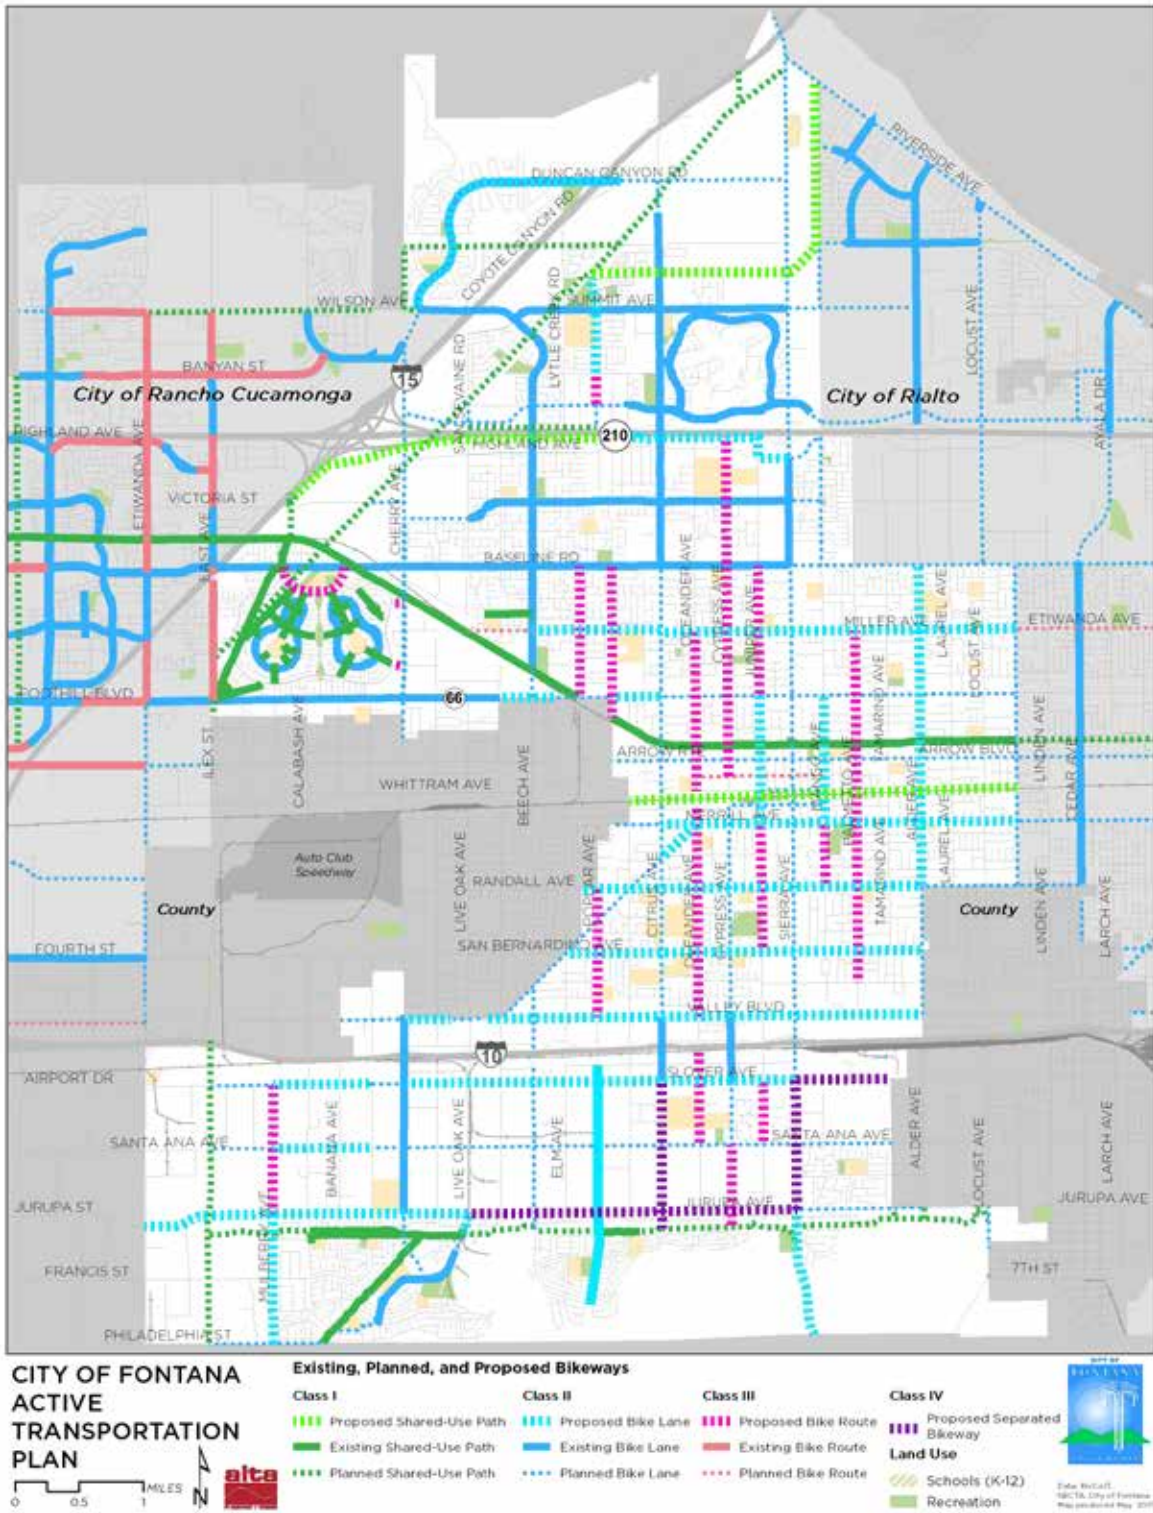 RIVERSIDE AVE
DUNCAN CANYON RD
COYOTE CANYON RD
LYTLE CREEK RD
WILSON AVE
SUMMIT AVE
LOCUST AVE
BANYAN ST
15
City of Rancho Cucamonga
City of Rialto
AYALA DR
HIGHLAND AVE
210
HIGHLAND AVE
ETIWANDA AVE
VICTORIA ST
EAST AVE
CHERRY AVE
BASELINE RD
OLEANDER AVE
CYPRESS AVE
JUNIPER AVE
MILLER AVE
LAUREL AVE
LOCUST AVE
ETIWANDA AVE
FOOTHILL BLVD
66
TAMARIND AVE
ILEX ST
CALABASH AVE
BEECH AVE
ARROW BLVD
LINDEN AVE
CEDAR AVE
WHITTRAM AVE
MANGO AVE
PALMETTO AVE
ALDER AVE
MERRILL AVE
Auto Club
Speedway
LIVE OAK AVE
RANDALL AVE
POPLAR AVE
CITRUS AVE
OLEANDER AVE
CYPRESS AVE
SIERRA AVE
TAMARIND AVE
LAUREL AVE
LINDEN AVE
LARCH AVE
County
County
FOURTH ST
SAN BERNARDINO AVE
VALLEY BLVD
10
AIRPORT DR
SLOVER AVE
SANTA ANA AVE
BANANA AVE
LIVE OAK AVE
ELM AVE
SANTA ANA AVE
ALDER AVE
LOCUST AVE
LARCH AVE
JURUPA ST
JURUPA AVE
JURUPA AVE
MULBERRY AVE
FRANCIS ST
7TH ST
PHILADELPHIA ST
CITY OF FONTANA
ACTIVE
TRANSPORTATION
PLAN
0 0.5 1 MILES
N
alta
Existing, Planned, and Proposed Bikeways
Class I
Proposed Shared-Use Path
Existing Shared-Use Path
Planned Shared-Use Path
Class II
Proposed Bike Lane
Existing Bike Lane
Planned Bike Lane
Class III
Proposed Bike Route
Existing Bike Route
Planned Bike Route
Class IV
Proposed Separated
Bikeway
Land Use
Schools (K-12)
Recreation
CITY OF
FONTANA